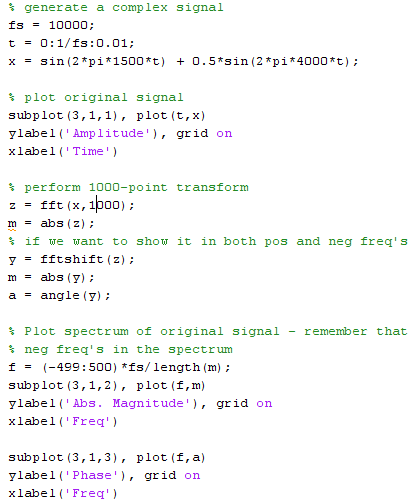 % generate a complex signal
fs = 10000;
t = 0:1/fs:0.01;
x = sin(2*pi*1500*t) + 0.5*sin(2*pi*4000*t);
% plot original signal
subplot(3,1,1), plot(t,x)
ylabel('Amplitude'), grid on
xlabel('Time')
% perform 1000-point transform
z = fft(x,1000);
m = abs(z);
% if we want to show it in both pos and neg freq's
y = fftshift(z);
m = abs(y);
a = angle(y);
% Plot spectrum of original signal - remember that
% neg freq's in the spectrum
f = (-499:500)*fs/length(m);
subplot(3,1,2), plot(f,m)
ylabel('Abs. Magnitude'), grid on
xlabel('Freq')
subplot(3,1,3), plot(f,a)
ylabel('Phase'), grid on
xlabel('Freq')